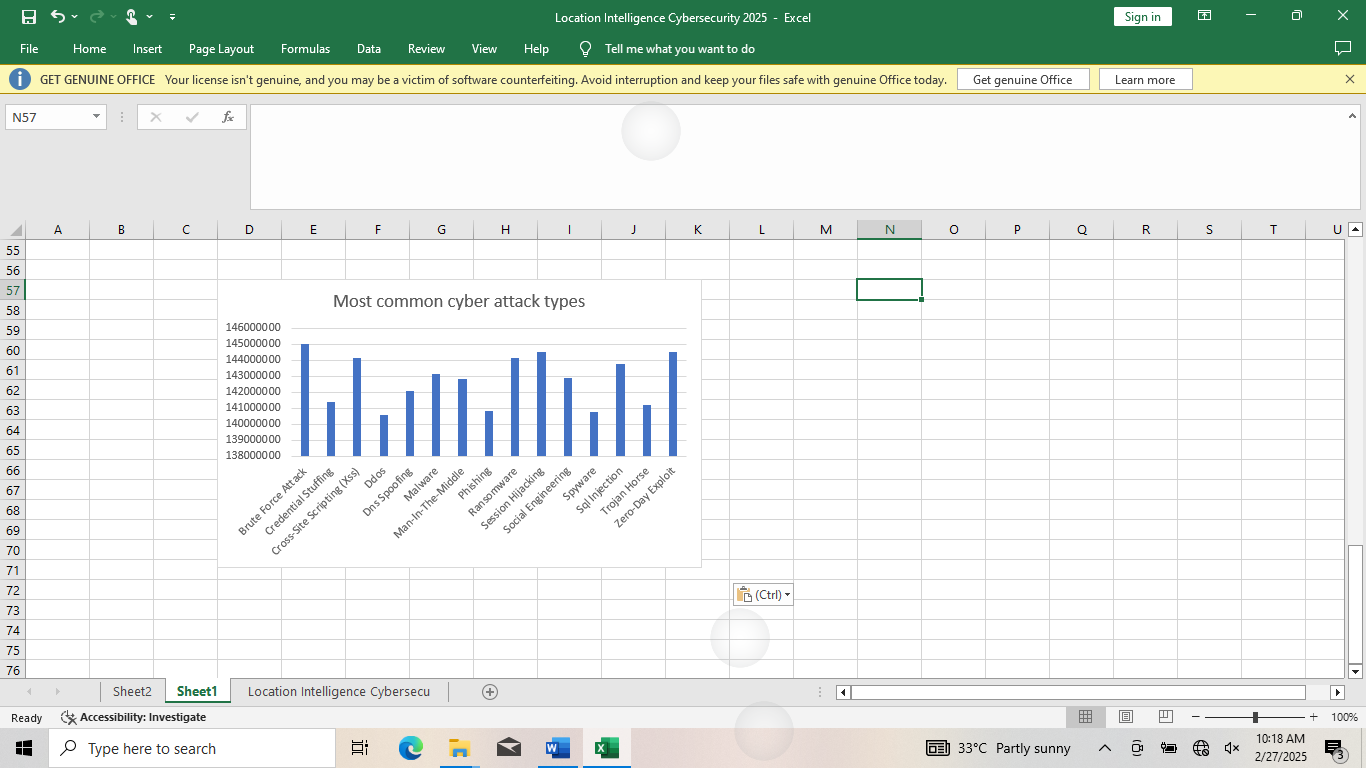 Location Intelligence Cybersecurity 2025 - Excel
Sign in
File Home Insert Page Layout Formulas Data Review View Help Tell me what you want to do
GET GENUINE OFFICE Your license isn't genuine, and you may be a victim of software counterfeiting. Avoid interruption and keep your files safe with genuine Office today. Get genuine Office Learn more
N57 fx
A B C D E F G H I J K L M N O P Q R S T U
55
56
57
58
59
60
61
62
63
64
65
66
67
68
69
70
71
72
73
74
75
76
Most common cyber attack types
146000000
145000000
144000000
143000000
142000000
141000000
140000000
139000000
138000000
Brute Force Attack
Credential Stuffing
Cross-Site Scripting (Xss)
Ddos
Dns Spoofing
Malware
Man-In-The-Middle
Phishing
Ransomware
Session Hijacking
Social Engineering
Spyware
Sql Injection
Trojan Horse
Zero-Day Exploit
(Ctrl)
Sheet2 Sheet1 Location Intelligence Cybersecu
Ready Accessibility: Investigate 100%
Type here to search
33°C Partly sunny
10:18 AM
2/27/2025
3